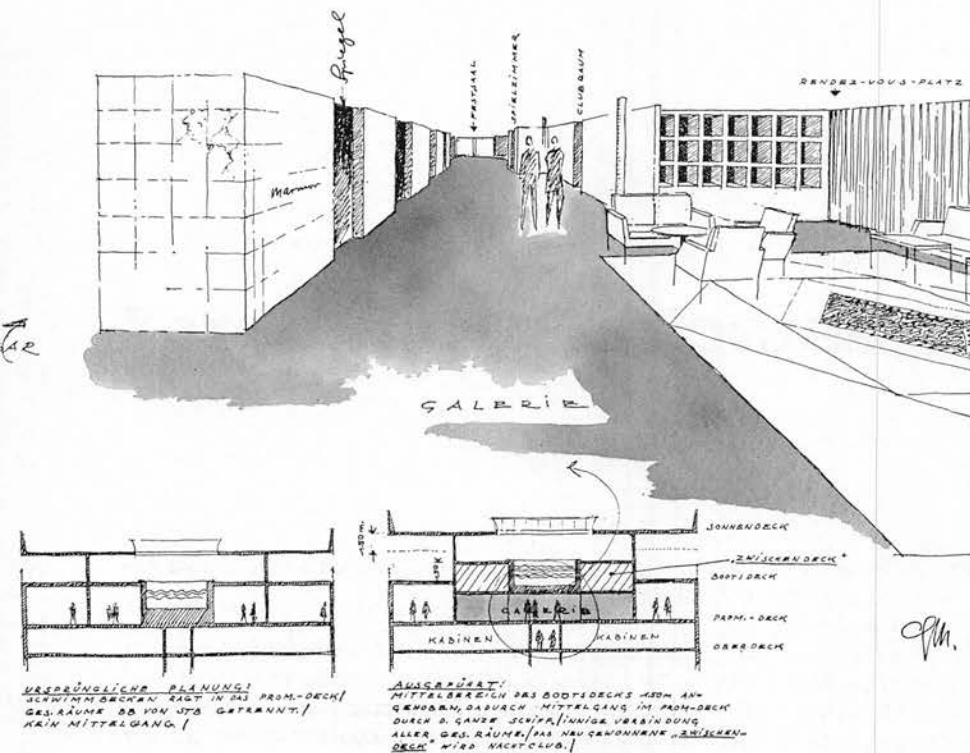 Spiegel
FESTSAAL
SPIELZIMMER
CLUBRAUM
RENDEZ-VOUS-PLATZ
Marmor
GALERIE
1.50 m.
SONNENDECK
„ZWISCHENDECK“
BOOTSDECK
GALERIE
PROM.-DECK
KABINEN
KABINEN
OBERDECK
URSPRÜNGLICHE PLANUNG:
SCHWIMMBECKEN RAGT IN DAS PROM.-DECK/
GES. RÄUME BB VON STB GETRENNT./
KEIN MITTELGANG./
AUSGEFÜHRT:
MITTELBEREICH DES BOOTSDECKS 1.50M. AN-
GEHOBEN, DADURCH MITTELGANG IM PROM-DECK
DURCH D. GANZE SCHIFF/INNIGE VERBINDUNG
ALLER GES. RÄUME./DAS NEU GEWONNENE „ZWISCHEN-
DECK“ WIRD NACHTCLUB./